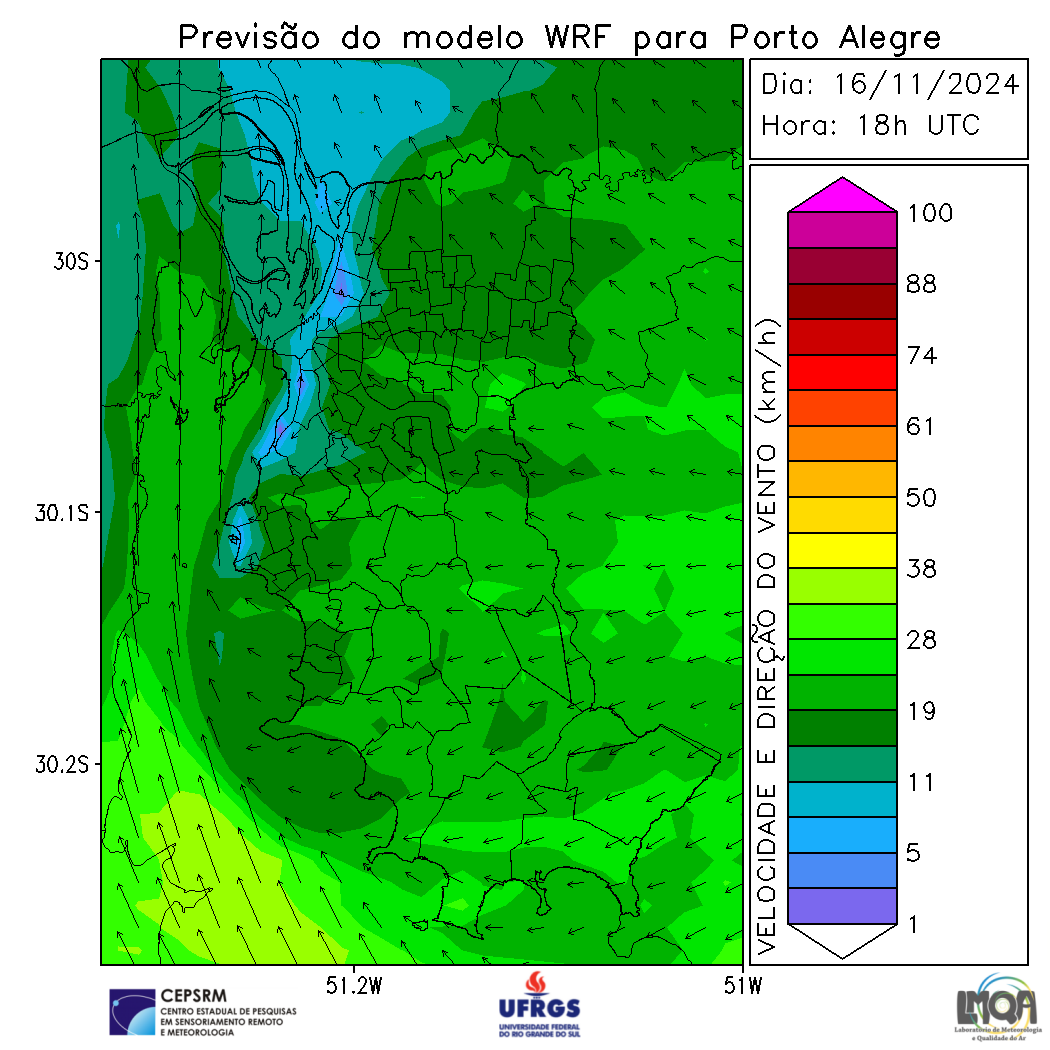 Previsão do modelo WRF para Porto Alegre
Dia: 16/11/2024
Hora: 18h UTC
30S
30.1S
30.2S
51.2W
51W
VELOCIDADE E DIREÇÃO DO VENTO (km/h)
100
88
74
61
50
38
28
19
11
5
1
CEPSRM
CENTRO ESTADUAL DE PESQUISAS
EM SENSORIAMENTO REMOTO
E METEOROLOGIA
UFRGS
UNIVERSIDADE FEDERAL
DO RIO GRANDE DO SUL
LMQA
Laboratório de Meteorologia
e Qualidade do Ar